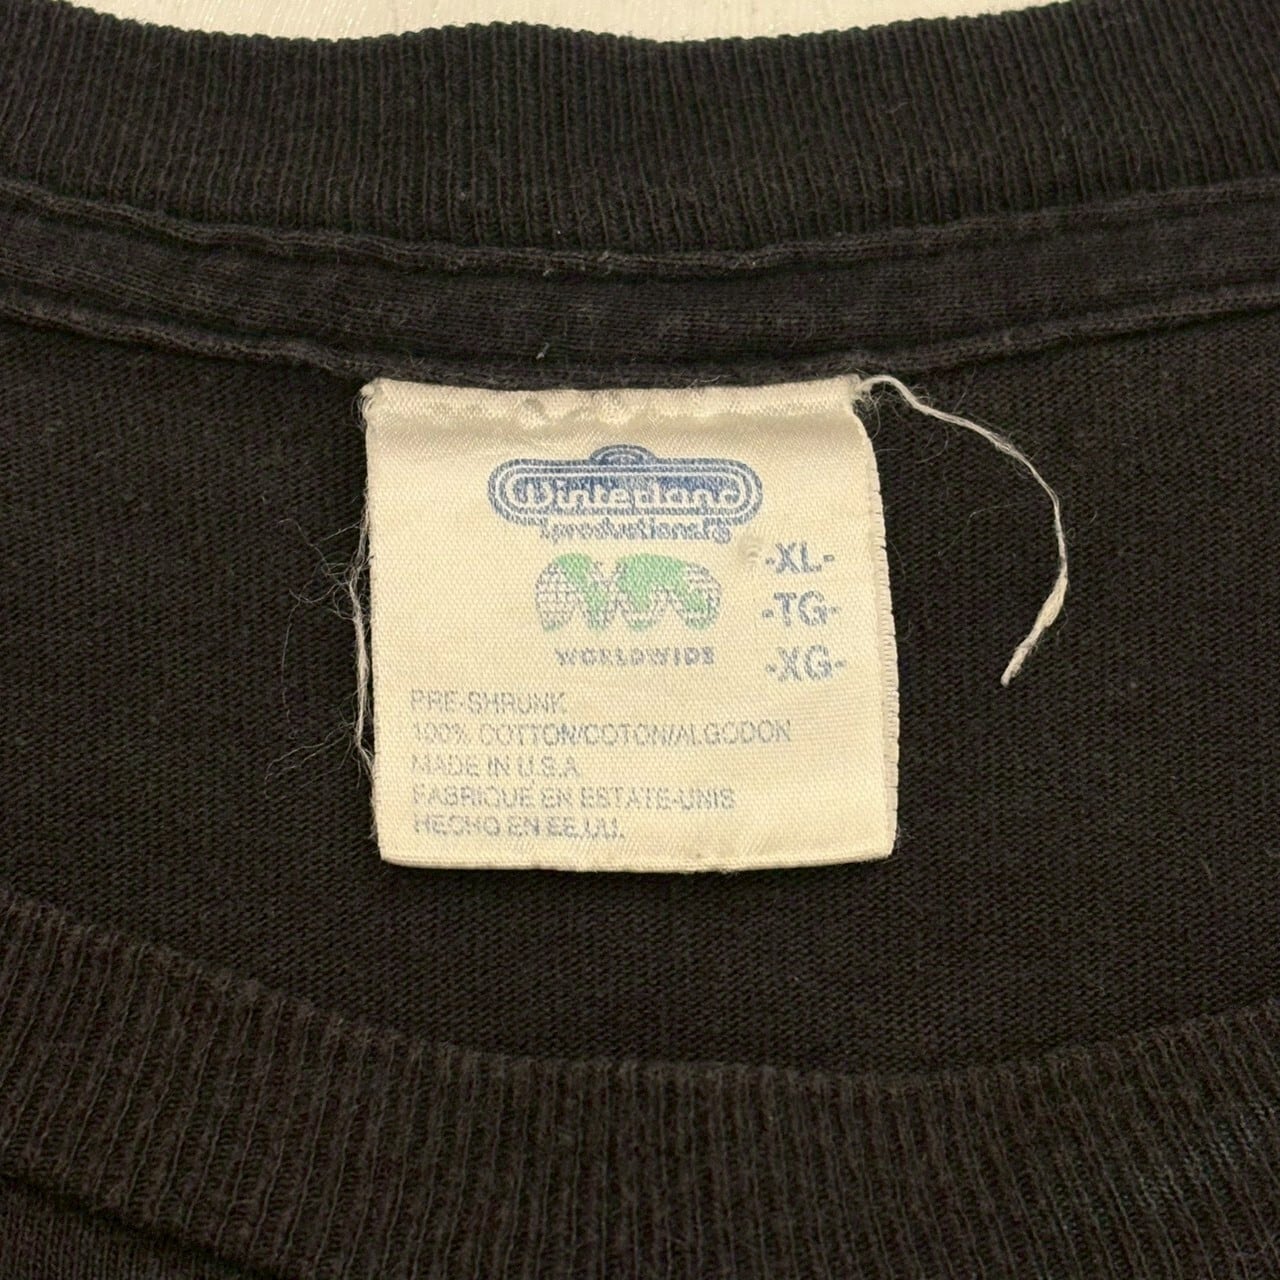 Winterland
productions®
WORLDWIDE
-XL-
-TG-
-XG-
PRE-SHRUNK
100% COTTON/COTON/ALGODON
MADE IN U.S.A.
FABRIQUE EN ESTATE-UNIS
HECHO EN EE.UU.